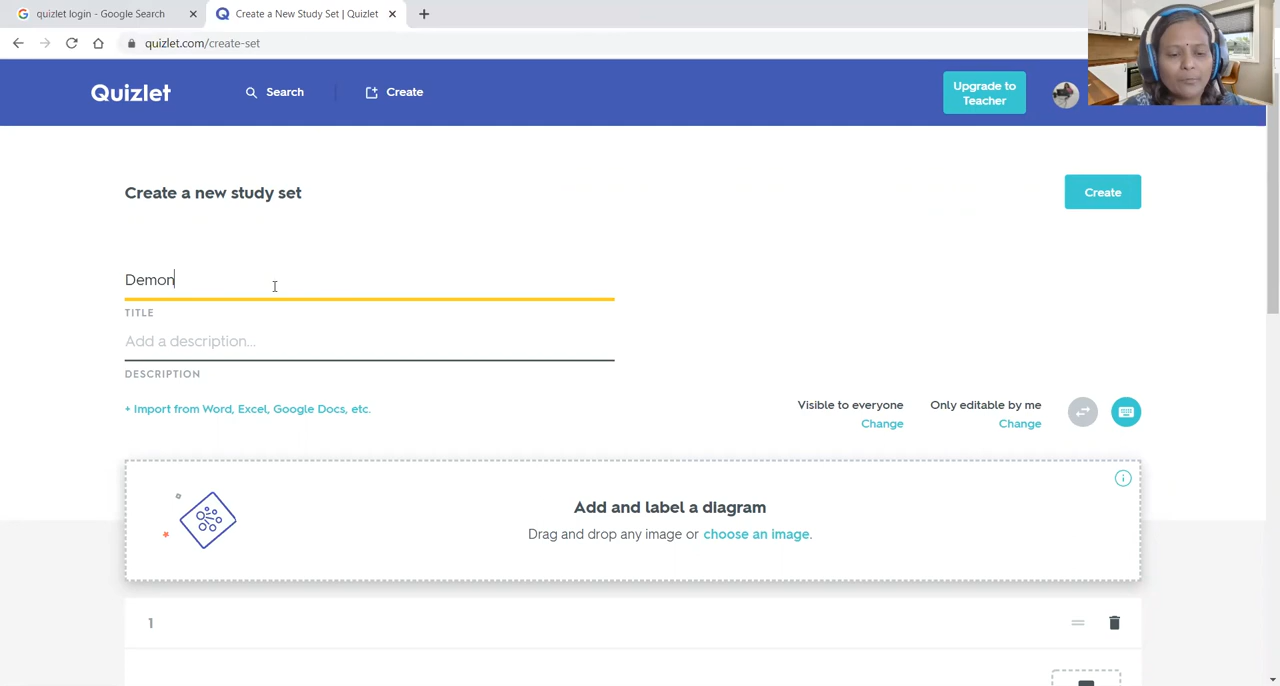 quizlet login - Google Search
Create a New Study Set | Quizlet
quizlet.com/create-set
Quizlet
Search
Create
Upgrade to
Teacher
Create a new study set
Create
Demon
TITLE
Add a description...
DESCRIPTION
+ Import from Word, Excel, Google Docs, etc.
Visible to everyone
Change
Only editable by me
Change
Add and label a diagram
Drag and drop any image or choose an image.
1